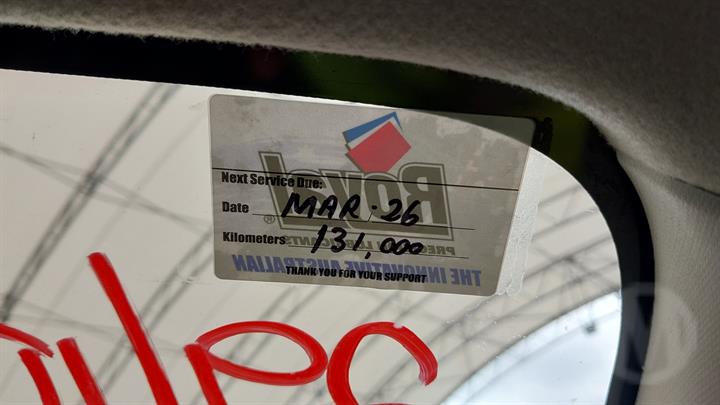 Royal
®
Next Service Due:
Date MAR.26
Kilometers: 131,000
THE INNOVATIVE AUSTRALIAN
THANK YOU FOR YOUR SUPPORT